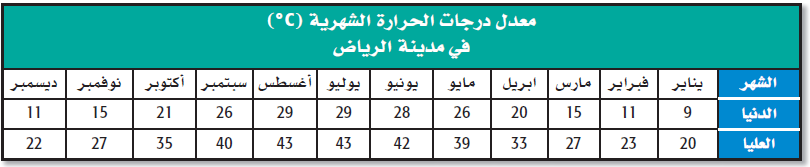 معدل درجات الحرارة الشهرية (°C)
في مدينة الرياض
الشهر يناير فبراير مارس ابريل مايو يونيو يوليو أغسطس سبتمبر أكتوبر نوفمبر ديسمبر
الدنيا 9 11 15 20 26 28 29 29 26 21 15 11
العليا 20 23 27 33 39 42 43 43 40 35 27 22